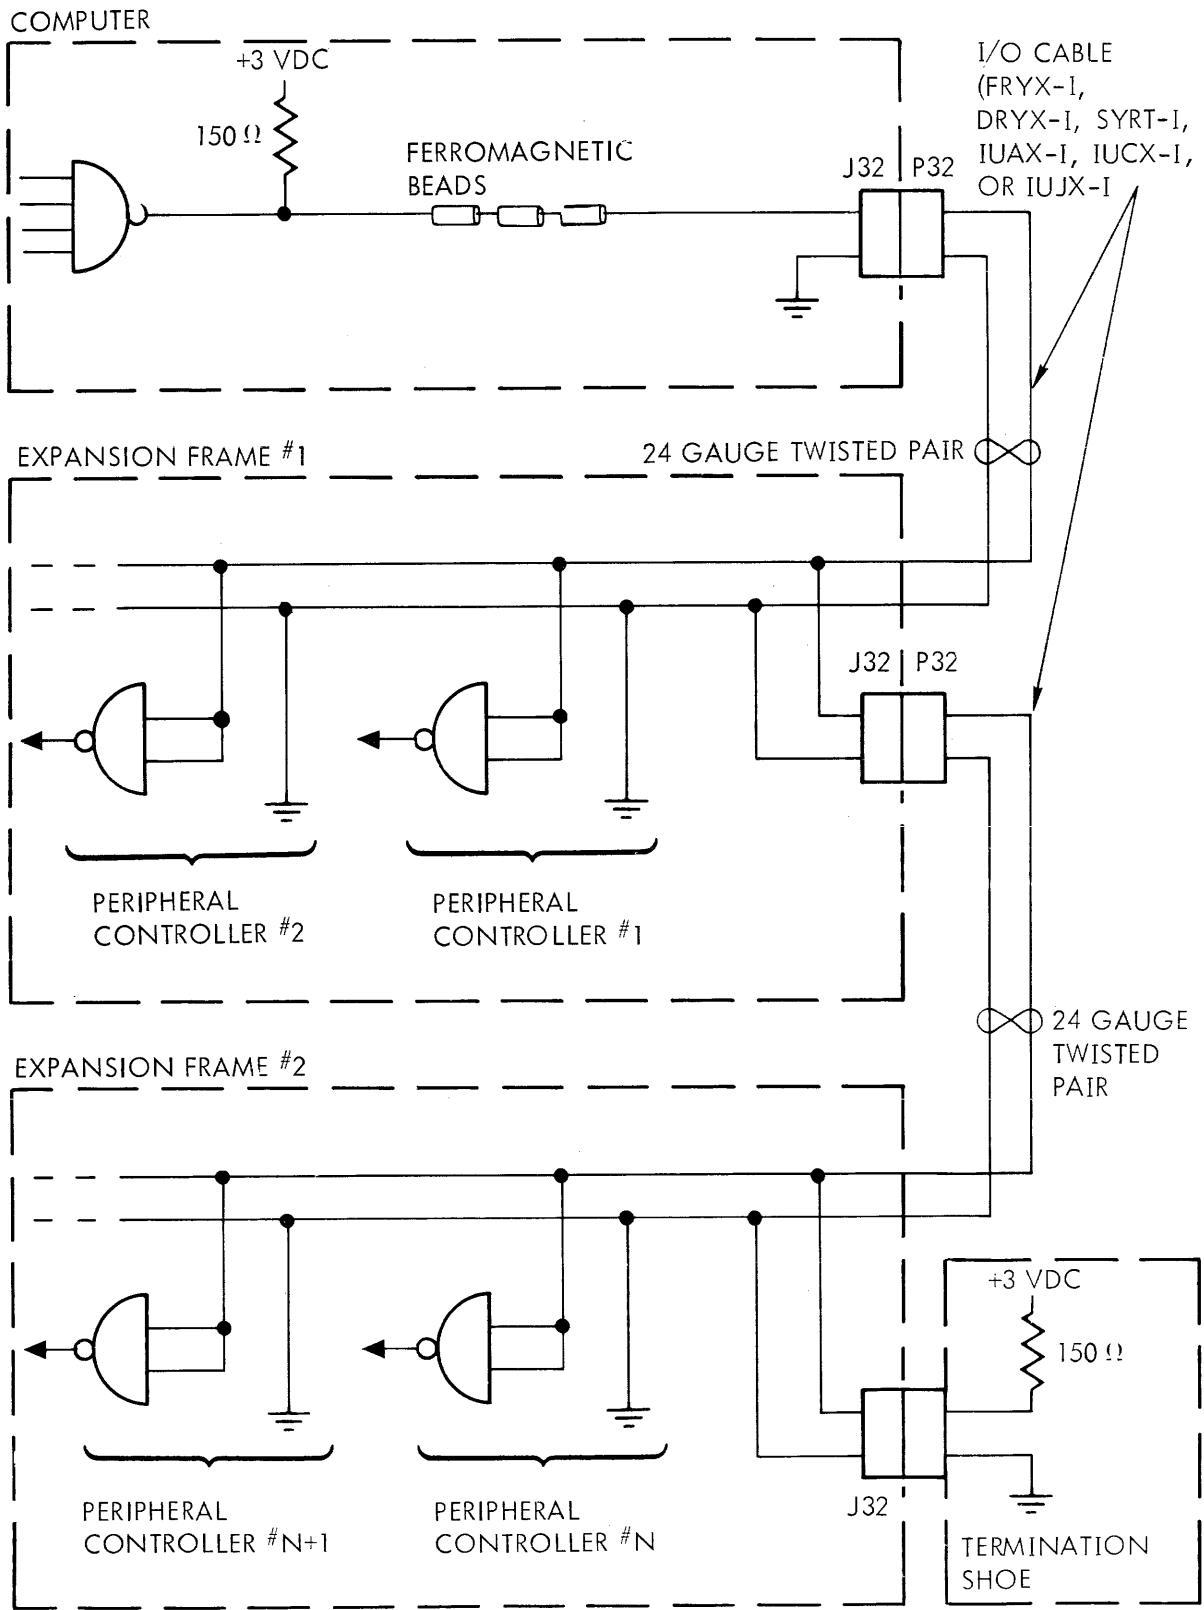 COMPUTER
+3 VDC
150 Ω
FERROMAGNETIC
BEADS
J32
P32
I/O CABLE
(FRYX-I,
DRYX-I, SYRT-I,
IUAX-I, IUCX-I,
OR IUJX-I
24 GAUGE TWISTED PAIR
EXPANSION FRAME #1
J32
P32
PERIPHERAL
CONTROLLER #2
PERIPHERAL
CONTROLLER #1
24 GAUGE
TWISTED
PAIR
EXPANSION FRAME #2
+3 VDC
150 Ω
J32
PERIPHERAL
CONTROLLER #N+1
PERIPHERAL
CONTROLLER #N
TERMINATION
SHOE